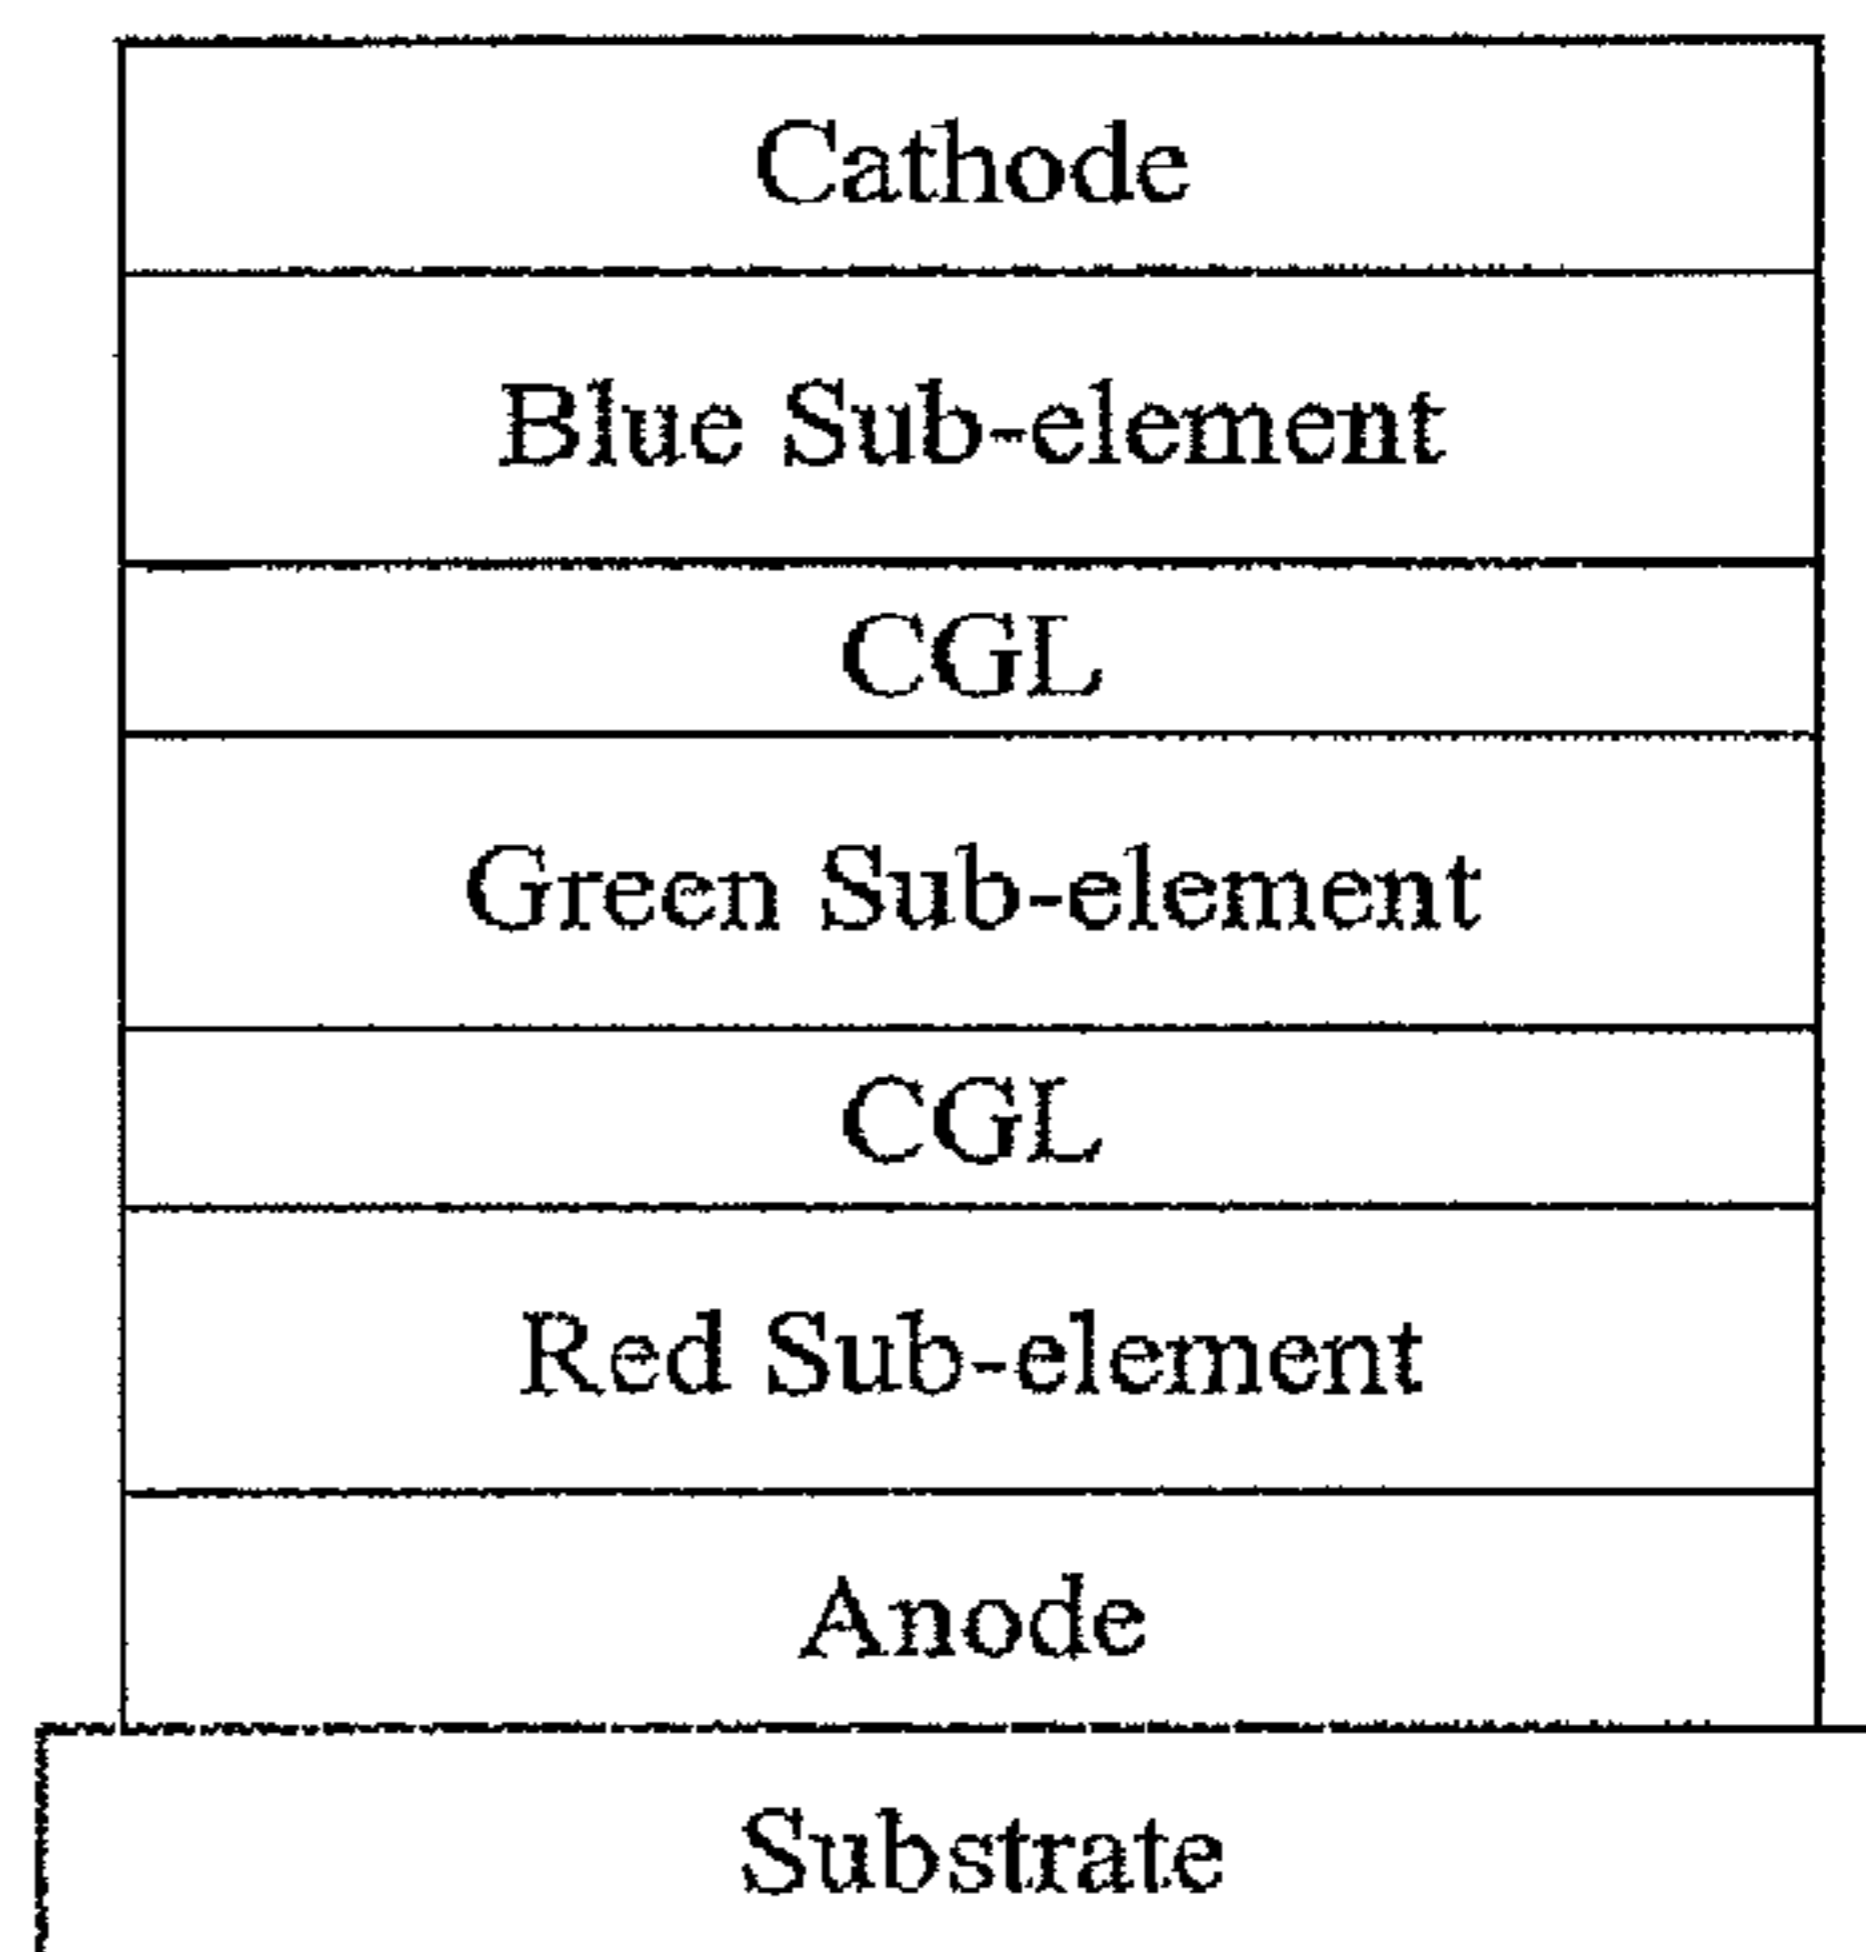 Cathode
Blue Sub-element
CGL
Green Sub-element
CGL
Red Sub-element
Anode
Substrate